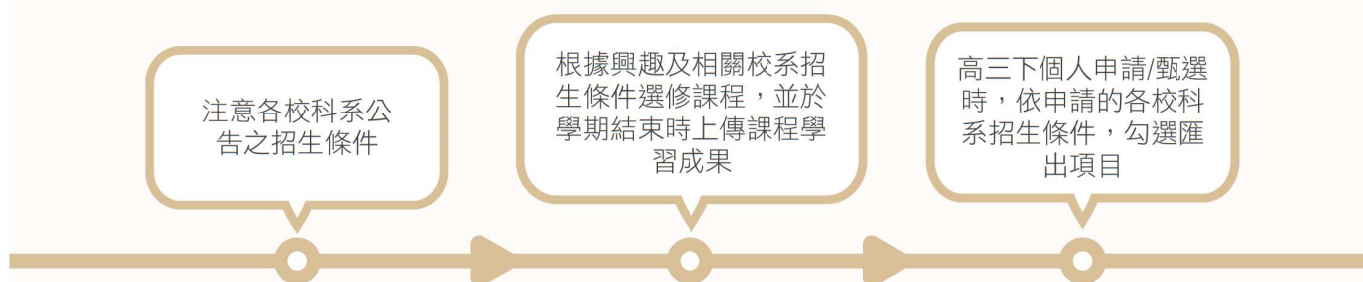 注意各校科系公
告之招生條件
根據興趣及相關校系招
生條件選修課程，並於
學期結束時上傳課程學
習成果
高三下個人申請/甄選
時，依申請的各校科
系招生條件，勾選匯
出項目